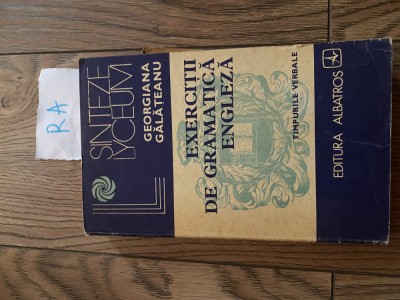 RA
SINTEZE
LYCEUM
GEORGIANA
GĂLĂȚEANU
EXERCIȚII
DE GRAMATICĂ
ENGLEZĂ
TIMPURILE VERBALE
EDITURA ALBATROS